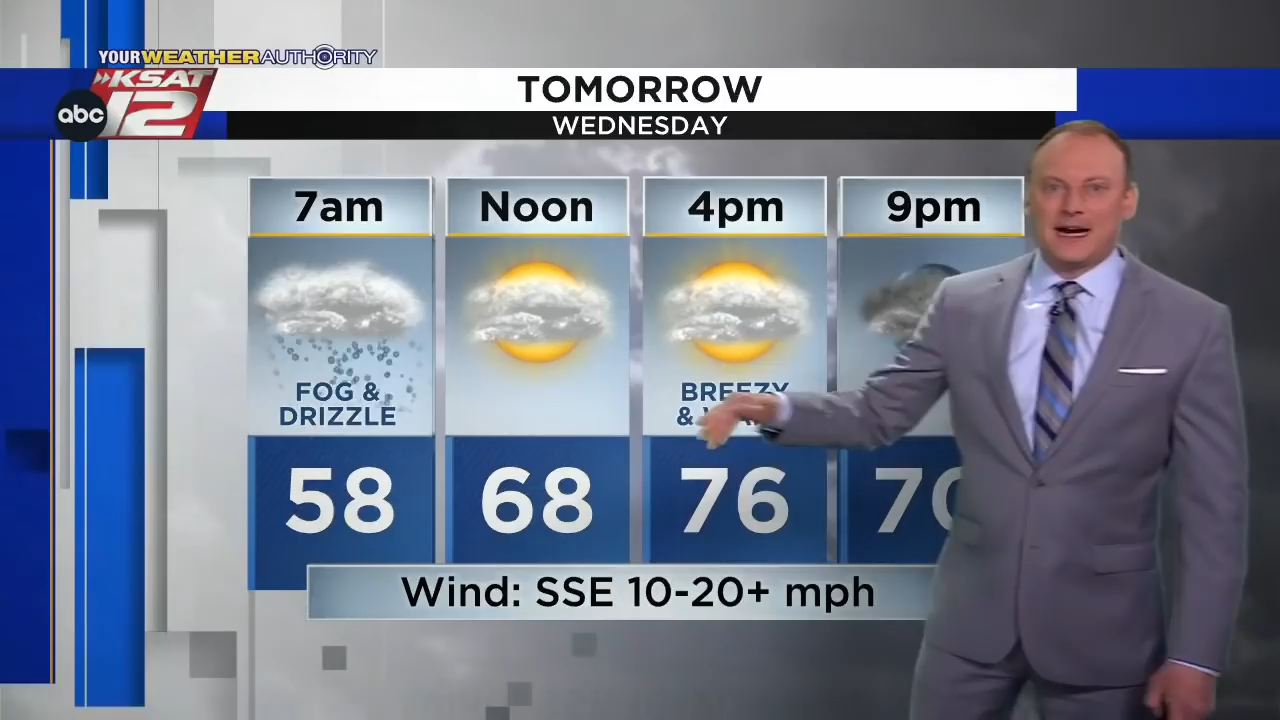 YOUR WEATHER AUTHORITY
KSAT
abc 12
TOMORROW
WEDNESDAY
7am Noon 4pm 9pm
FOG & BREEZY
DRIZZLE &
58 68 76 70
Wind: SSE 10-20+ mph